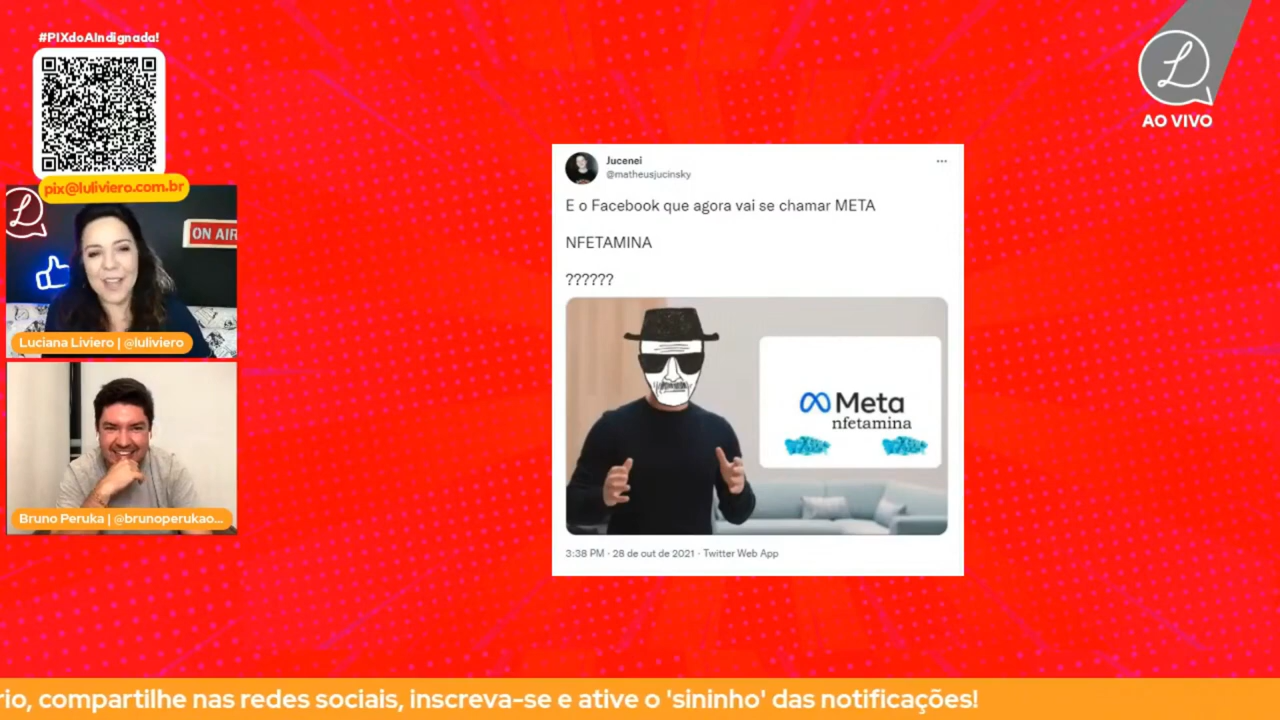 #PIXdoAIndignada!
pix@luliviero.com.br
ON AIR
Luciana Liviero | @luliviero
Bruno Peruka | @brunoperukao...
L
AO VIVO
Jucenei
@matheusjucinsky
E o Facebook que agora vai se chamar META
NFETAMINA
??????
Meta
nfetamina
3:38 PM · 28 de out de 2021 · Twitter Web App
rio, compartilhe nas redes sociais, inscreva-se e ative o 'sininho' das notificações!